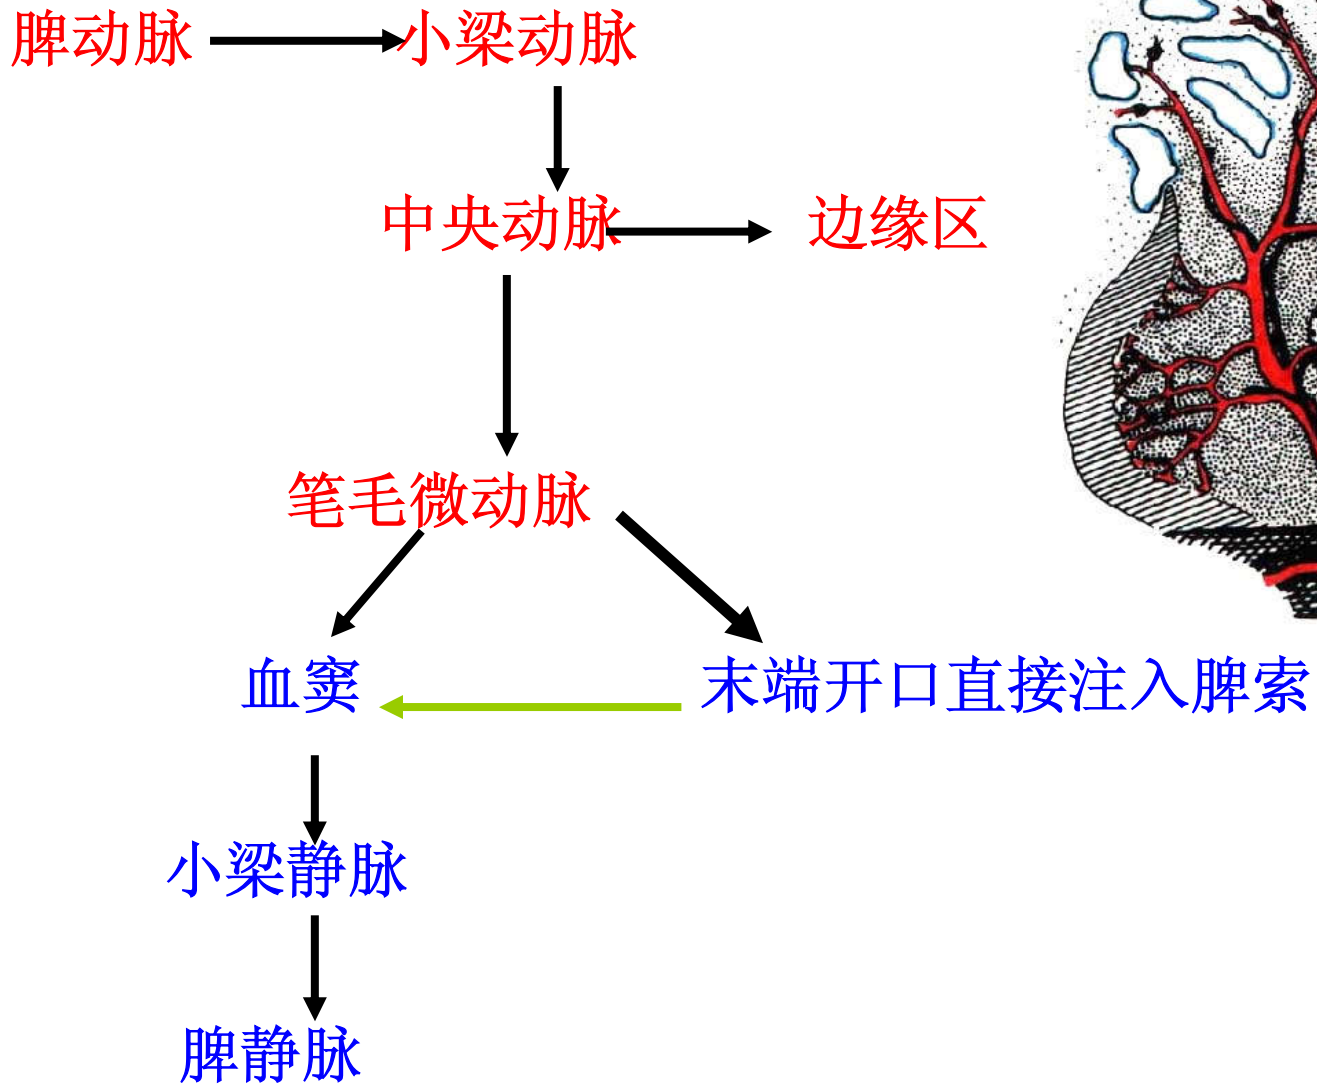 脾动脉 小梁动脉
中央动脉 边缘区
笔毛微动脉
血窦 末端开口直接注入脾索
小梁静脉
脾静脉